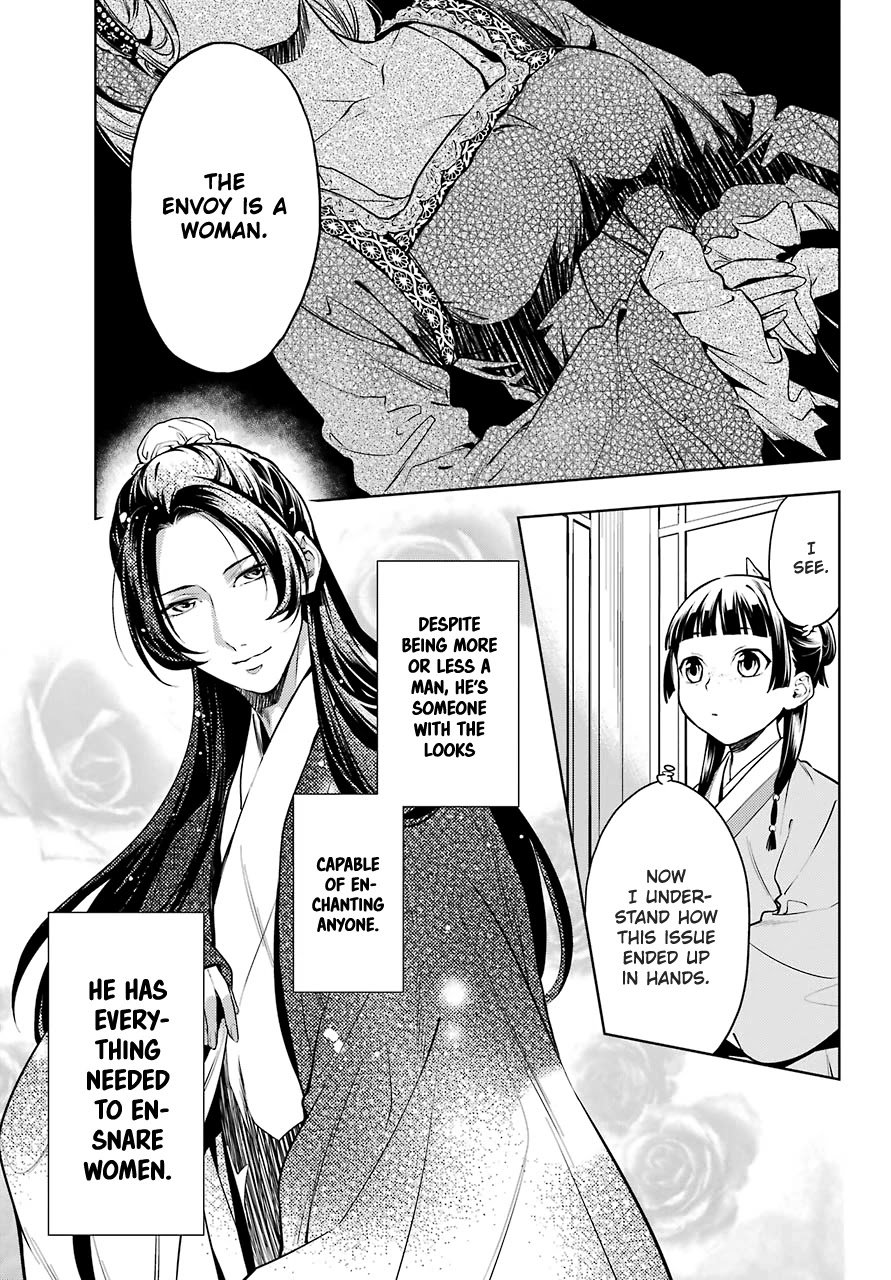 THE
ENVOY IS A
WOMAN.
I
SEE.
NOW
I UNDER-
STAND HOW
THIS ISSUE
ENDED UP
IN HANDS.
DESPITE
BEING MORE
OR LESS A
MAN, HE'S
SOMEONE
WITH THE
LOOKS
CAPABLE
OF EN-
CHANTING
ANYONE.
HE HAS
EVERY-
THING
NEEDED
TO EN-
SNARE
WOMEN.